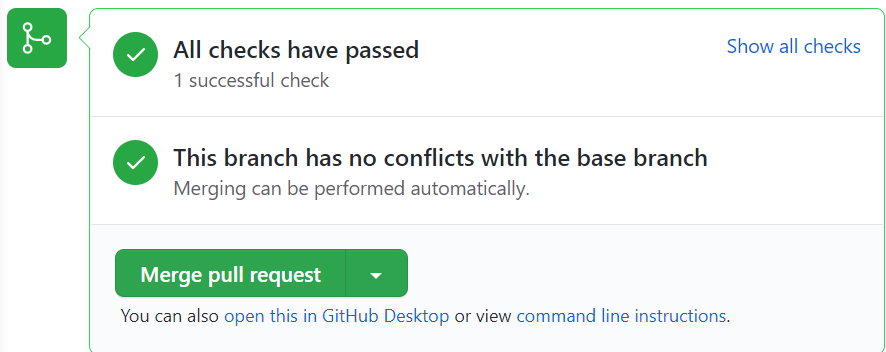 All checks have passed
Show all checks
1 successful check
This branch has no conflicts with the base branch
Merging can be performed automatically.
Merge pull request
You can also open this in GitHub Desktop or view command line instructions.